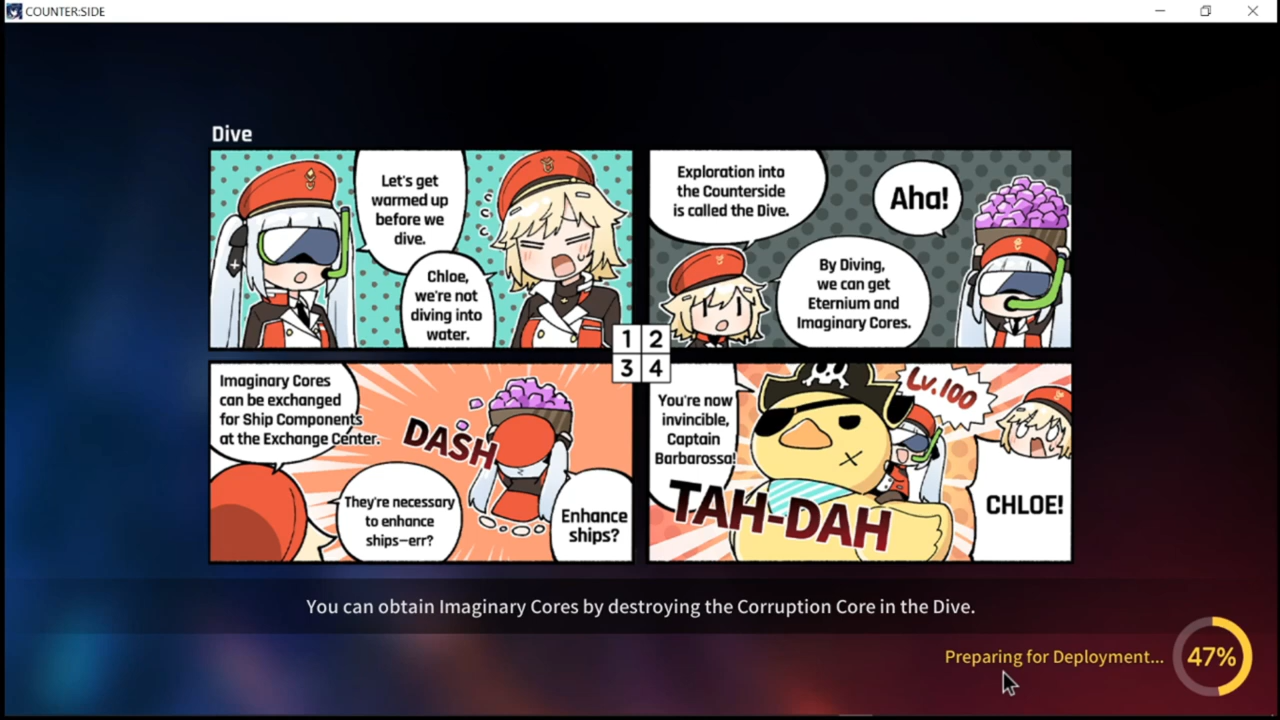 COUNTER:SIDE
Dive
Let's get
warmed up
before we
dive.
Chloe,
we're not
diving into
water.
Exploration into
the Counterside
is called the Dive.
Aha!
By Diving,
we can get
Eternium and
Imaginary Cores.
1 2
3 4
Imaginary Cores
can be exchanged
for Ship Components
at the Exchange Center.
DASH
They're necessary
to enhance
ships—err?
Enhance
ships?
You're now
invincible,
Captain
Barbarossa!
Lv.100
TAH-DAH
CHLOE!
You can obtain Imaginary Cores by destroying the Corruption Core in the Dive.
Preparing for Deployment...
47%